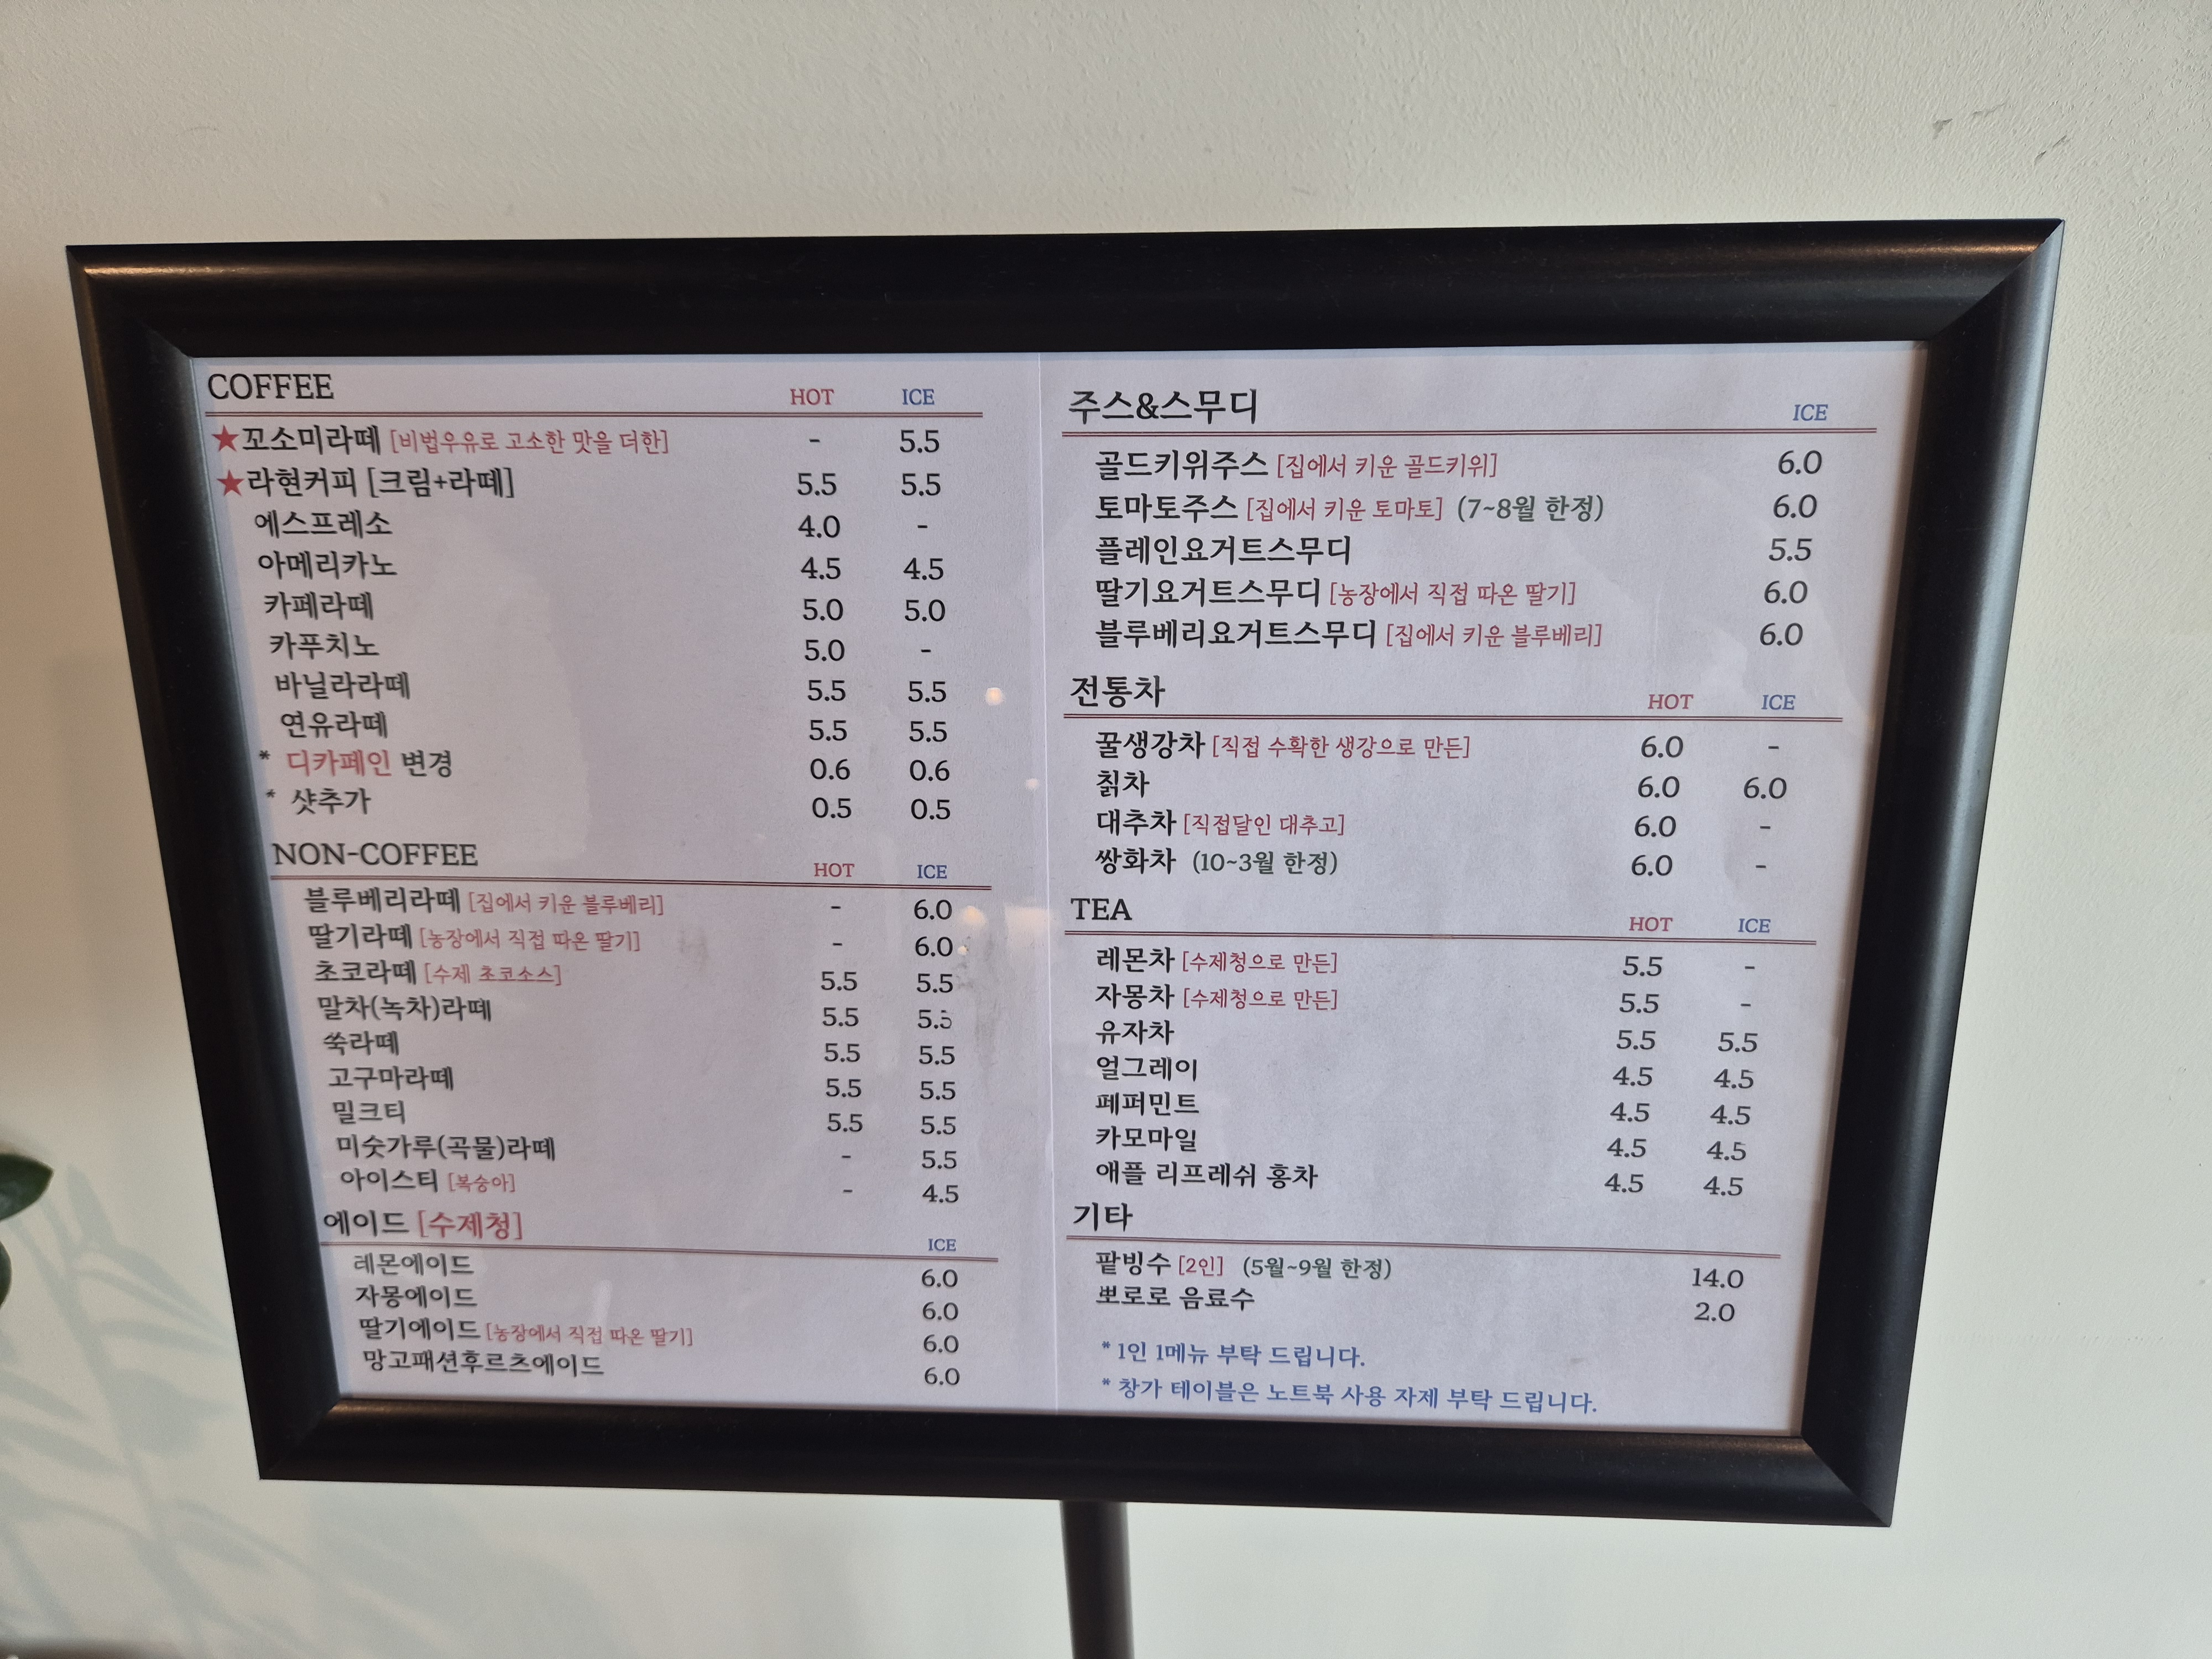 COFFEE HOT ICE
★꼬소미라떼 [비법우유로 고소한 맛을 더한] - 5.5
★라현커피 [크림+라떼] 5.5 5.5
에스프레소 4.0 -
아메리카노 4.5 4.5
카페라떼 5.0 5.0
카푸치노 5.0 -
바닐라라떼 5.5 5.5
연유라떼 5.5 5.5
* 디카페인 변경 0.6 0.6
* 샷추가 0.5 0.5
NON-COFFEE HOT ICE
블루베리라떼 [집에서 키운 블루베리] - 6.0
딸기라떼 [농장에서 직접 따온 딸기] - 6.0
초코라떼 [수제 초코소스] 5.5 5.5
말차(녹차)라떼 5.5 5.5
쑥라떼 5.5 5.5
고구마라떼 5.5 5.5
밀크티 5.5 5.5
미숫가루(곡물)라떼 - 5.5
아이스티 [복숭아] - 4.5
에이드 [수제청] ICE
레몬에이드 6.0
자몽에이드 6.0
딸기에이드 [농장에서 직접 따온 딸기] 6.0
망고패션후르츠에이드 6.0
주스&스무디 ICE
골드키위주스 [집에서 키운 골드키위] 6.0
토마토주스 [집에서 키운 토마토] (7~8월 한정) 6.0
플레인요거트스무디 5.5
딸기요거트스무디 [농장에서 직접 따온 딸기] 6.0
블루베리요거트스무디 [집에서 키운 블루베리] 6.0
전통차 HOT ICE
꿀생강차 [직접 수확한 생강으로 만든] 6.0 -
칡차 6.0 6.0
대추차 [직접달인 대추고] 6.0 -
쌍화차 (10~3월 한정) 6.0 -
TEA HOT ICE
레몬차 [수제청으로 만든] 5.5 -
자몽차 [수제청으로 만든] 5.5 -
유자차 5.5 5.5
얼그레이 4.5 4.5
페퍼민트 4.5 4.5
카모마일 4.5 4.5
애플 리프레쉬 홍차 4.5 4.5
기타
팥빙수 [2인] (5월~9월 한정) 14.0
뽀로로 음료수 2.0
* 1인 1메뉴 부탁 드립니다.
* 창가 테이블은 노트북 사용 자제 부탁 드립니다.